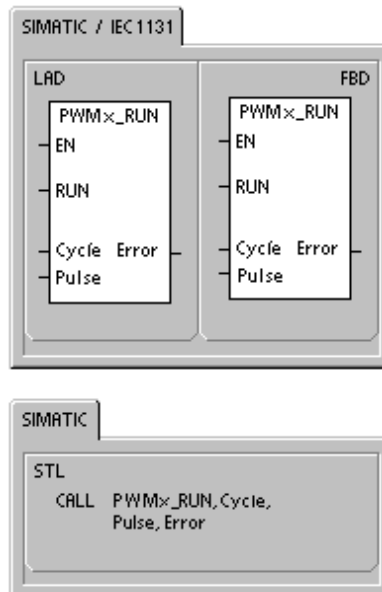 SIMATIC / IEC1131
LAD
FBD
PWMx_RUN
EN
RUN
Cycle Error
Pulse
PWMx_RUN
EN
RUN
Cycle Error
Pulse
SIMATIC
STL
CALL PWMx_RUN, Cycle,
Pulse, Error